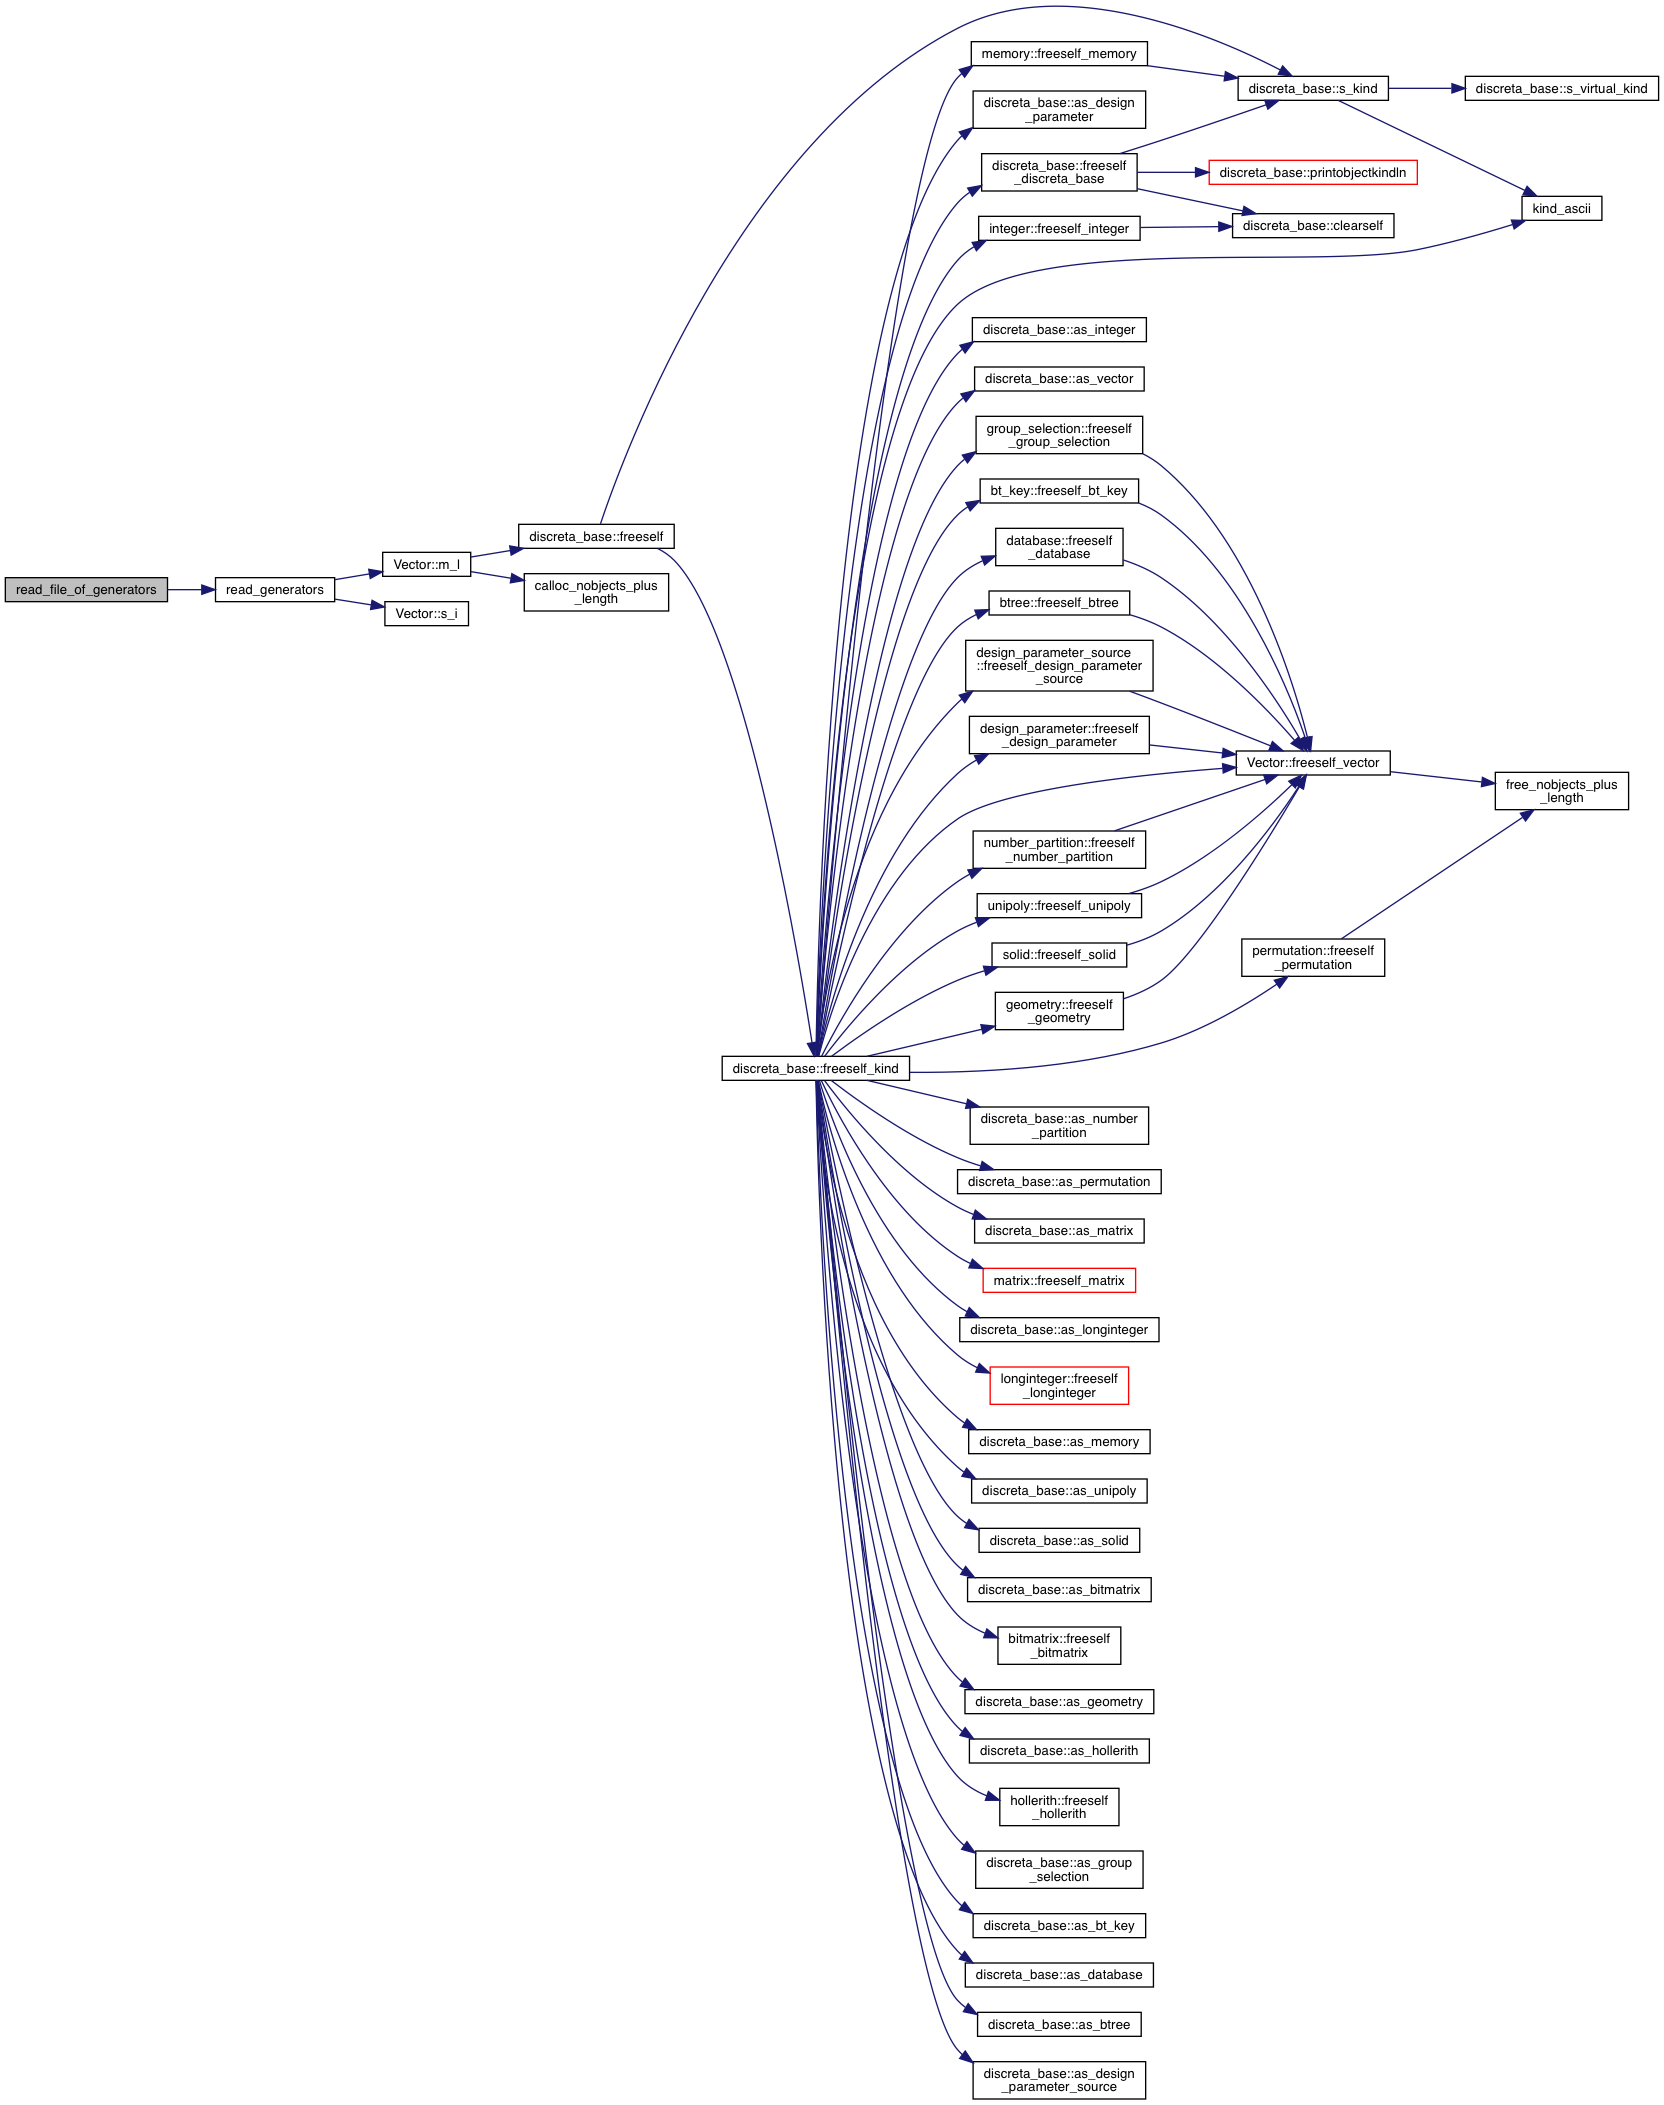 memory::freeself_memory
discreta_base::s_kind
discreta_base::s_virtual_kind
discreta_base::as_design
_parameter
discreta_base::freeself
_discreta_base
discreta_base::printobjectkindln
kind_ascii
integer::freeself_integer
discreta_base::clearself
discreta_base::as_integer
discreta_base::as_vector
group_selection::freeself
_group_selection
bt_key::freeself_bt_key
database::freeself
_database
discreta_base::freeself
Vector::m_l
read_file_of_generators
read_generators
calloc_nobjects_plus
_length
Vector::s_i
btree::freeself_btree
design_parameter_source
::freeself_design_parameter
_source
design_parameter::freeself
_design_parameter
Vector::freeself_vector
free_nobjects_plus
_length
number_partition::freeself
_number_partition
unipoly::freeself_unipoly
solid::freeself_solid
permutation::freeself
_permutation
geometry::freeself
_geometry
discreta_base::freeself_kind
discreta_base::as_number
_partition
discreta_base::as_permutation
discreta_base::as_matrix
matrix::freeself_matrix
discreta_base::as_longinteger
longinteger::freeself
_longinteger
discreta_base::as_memory
discreta_base::as_unipoly
discreta_base::as_solid
discreta_base::as_bitmatrix
bitmatrix::freeself
_bitmatrix
discreta_base::as_geometry
discreta_base::as_hollerith
hollerith::freeself
_hollerith
discreta_base::as_group
_selection
discreta_base::as_bt_key
discreta_base::as_database
discreta_base::as_btree
discreta_base::as_design
_parameter_source